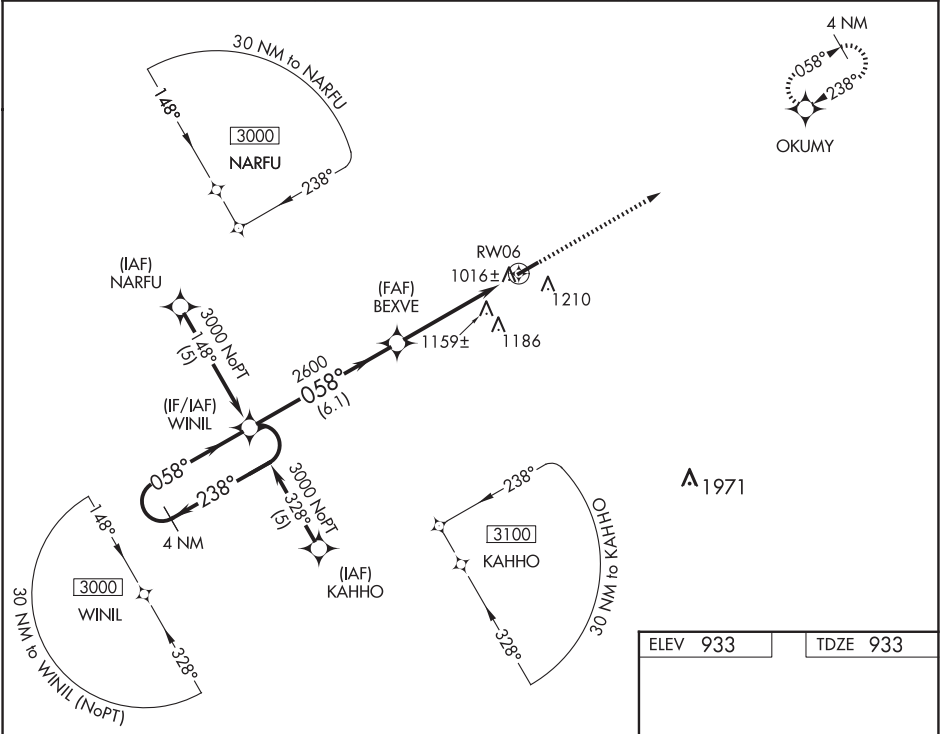 4 NM
058°
238°
OKUMY
30 NM to NARFU
148°
3000
NARFU
238°
(IAF)
NARFU
3000 NoPT
148°
(5)
RW06
1016±
1210
(FAF)
BEXVE
1159±
1186
2600
058°
(6.1)
(IF/IAF)
WINIL
058°
238°
4 NM
3000 NoPT
328°
(5)
(IAF)
KAHHO
1971
238°
3100
KAHHO
328°
30 NM to KAHHO
148°
3000
WINIL
328°
30 NM to WINIL (NoPT)
ELEV 933
TDZE 933